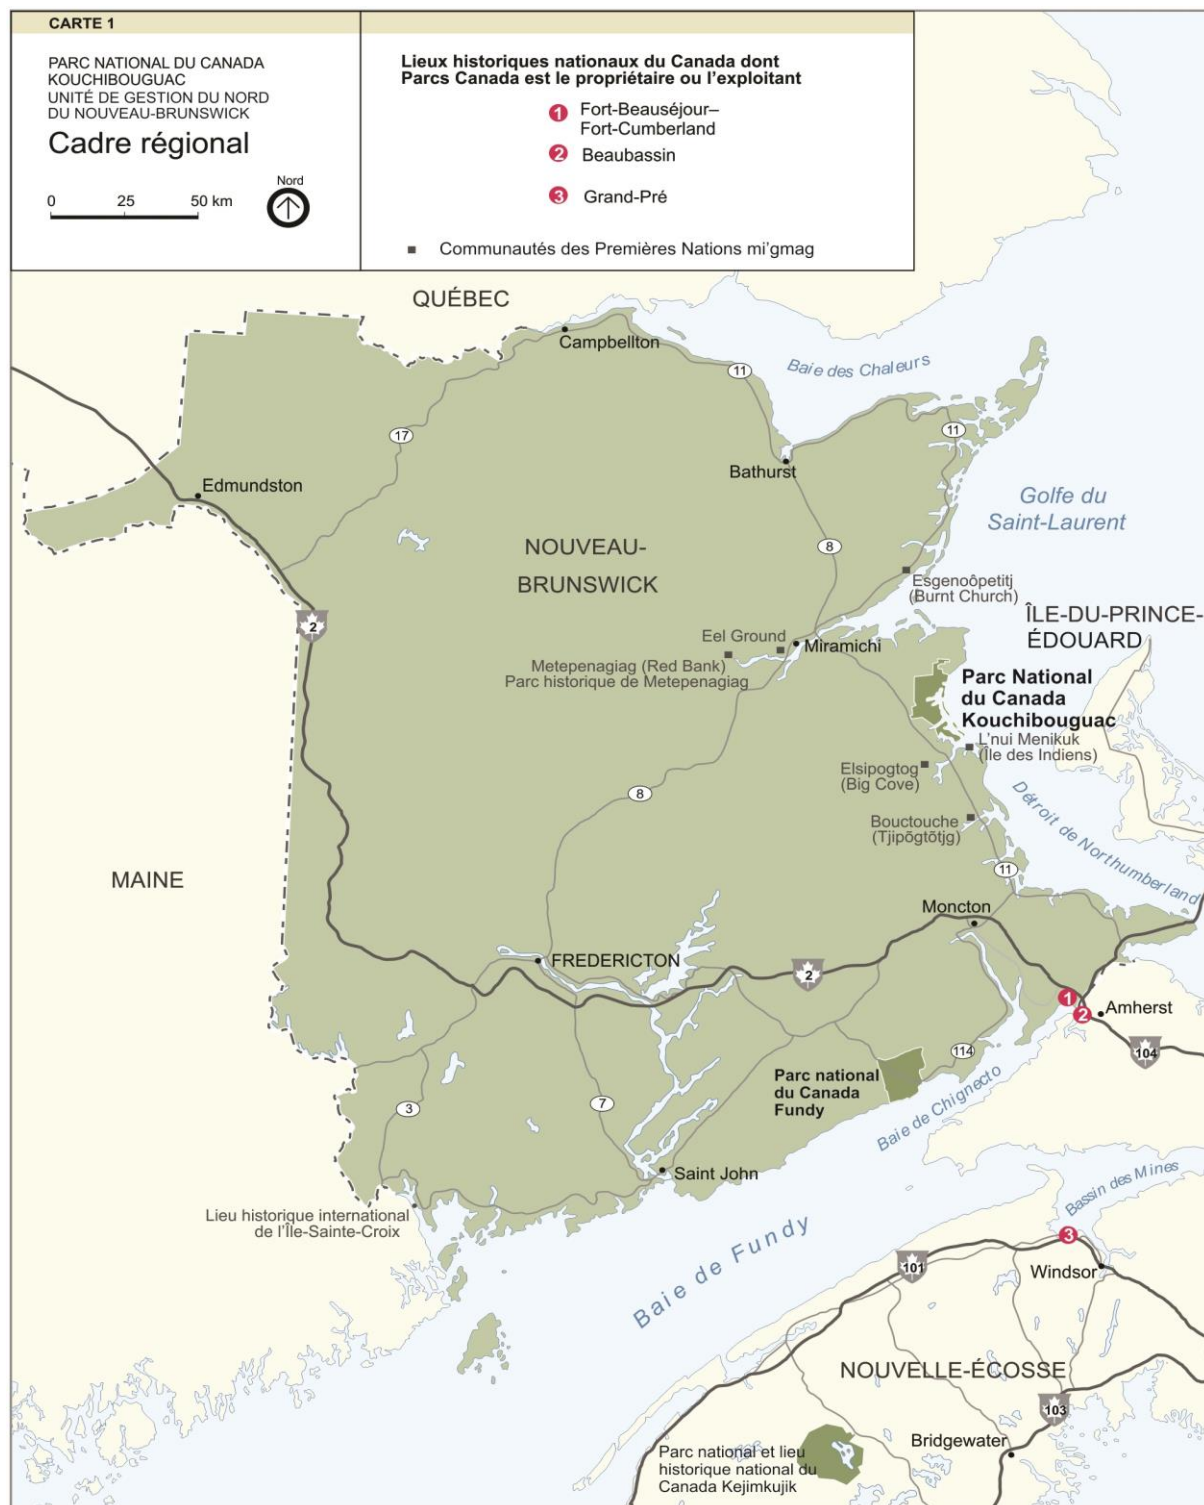 CARTE 1
PARC NATIONAL DU CANADA
KOUCHIBOUGUAC
UNITÉ DE GESTION DU NORD
DU NOUVEAU-BRUNSWICK
Cadre régional
Nord
0 25 50 km
Lieux historiques nationaux du Canada dont
Parcs Canada est le propriétaire ou l’exploitant
1 Fort-Beauséjour–
Fort-Cumberland
2 Beaubassin
3 Grand-Pré
Communautés des Premières Nations mi’gmag
QUÉBEC
Campbellton
Baie des Chaleurs
11
17
11
Bathurst
Edmundston
Golfe du
Saint-Laurent
NOUVEAU-
BRUNSWICK
8
Esgenoôpetitj
(Burnt Church)
ÎLE-DU-PRINCE-
ÉDOUARD
2
Eel Ground
Miramichi
Metepenagiag (Red Bank)
Parc historique de Metepenagiag
Parc National
du Canada
Kouchibouguac
L’nui Menikuk
(Île des Indiens)
Elsipogtog
(Big Cove)
8
Bouctouche
(Tjipõgtõtjg)
Détroit de Northumberland
MAINE
11
Moncton
FREDERICTON
2
1
2
Amherst
104
114
Parc national
du Canada
Fundy
Baie de Chignecto
3
7
Saint John
Bassin des Mines
Lieu historique international
de l’Île-Sainte-Croix
Baie de Fundy
3
101
Windsor
NOUVELLE-ÉCOSSE
103
Bridgewater
Parc national et lieu
historique national du
Canada Kejimkujik